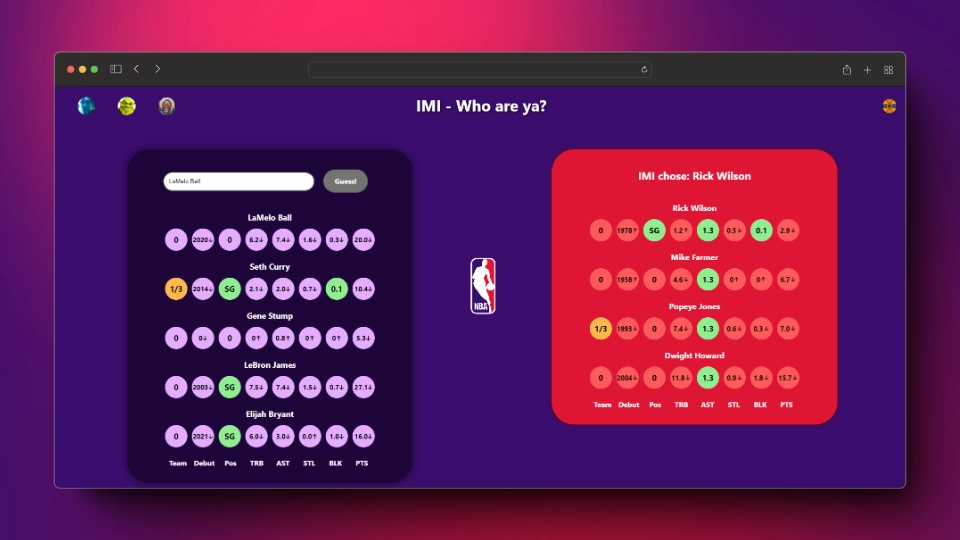 IMI - Who are ya?
LaMelo Ball
Guess!
LaMelo Ball
0 2020↓ 0 6.2↓ 7.4↓ 1.6↓ 0.3↓ 20.0↓
Seth Curry
1/3 2014↓ SG 2.1↓ 2.0↓ 0.7↓ 0.1 10.4↓
Gene Stump
0 0↓ 0 0↑ 0.8↑ 0↑ 0↑ 5.3↓
LeBron James
0 2003↓ SG 7.5↓ 7.4↓ 1.5↓ 0.7↓ 27.1↓
Elijah Bryant
0 2021↓ SG 6.0↓ 3.0↓ 0.0↑ 1.0↓ 16.0↓
Team Debut Pos TRB AST STL BLK PTS
NBA
IMI chose: Rick Wilson
Rick Wilson
0 1978↑ SG 1.2↑ 1.3 0.5↓ 0.1 2.9↓
Mike Farmer
0 1958↑ 0 4.6↓ 1.3 0↑ 0↑ 6.7↓
Popeye Jones
1/3 1993↓ 0 7.4↓ 1.3 0.6↓ 0.3↓ 7.0↓
Dwight Howard
0 2004↓ 0 11.8↓ 1.3 0.9↓ 1.8↓ 15.7↓
Team Debut Pos TRB AST STL BLK PTS